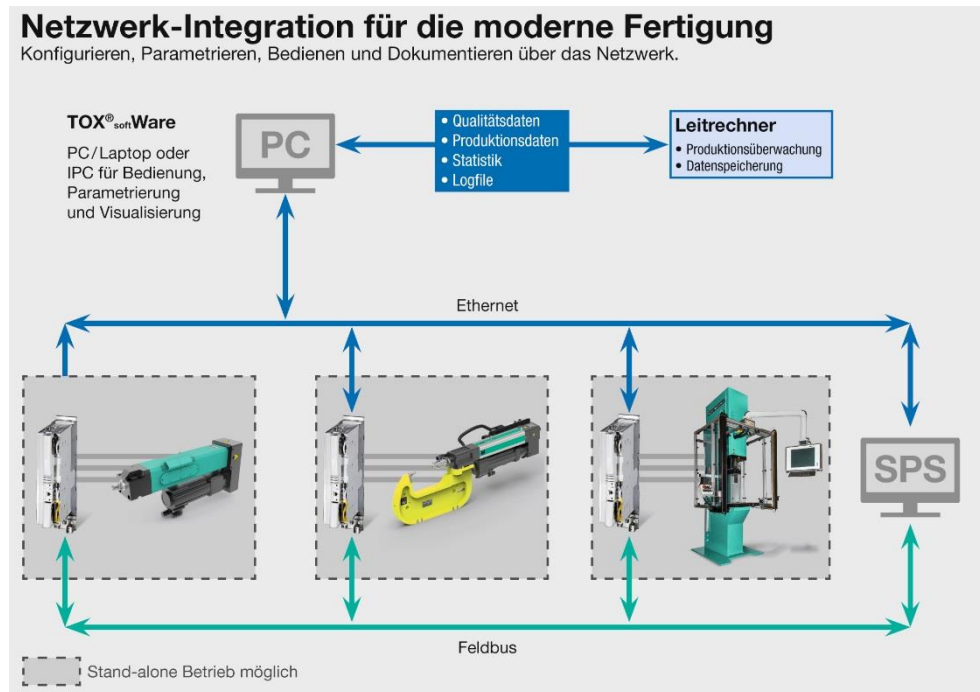 Netzwerk-Integration für die moderne Fertigung
Konfigurieren, Parametrieren, Bedienen und Dokumentieren über das Netzwerk.
TOX®softWare
PC/Laptop oder
IPC für Bedienung,
Parametrierung
und Visualisierung
PC
• Qualitätsdaten
• Produktionsdaten
• Statistik
• Logfile
Leitrechner
• Produktionsüberwachung
• Datenspeicherung
Ethernet
SPS
Feldbus
Stand-alone Betrieb möglich